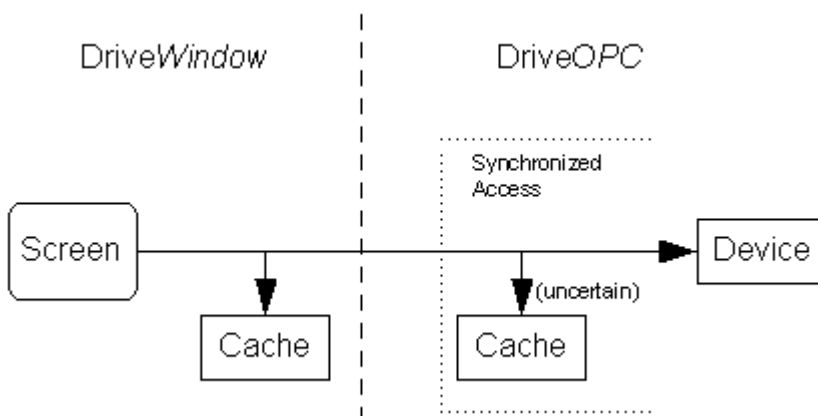 DriveWindow
DriveOPC
Synchronized
Access
Screen
Device
(uncertain)
Cache
Cache